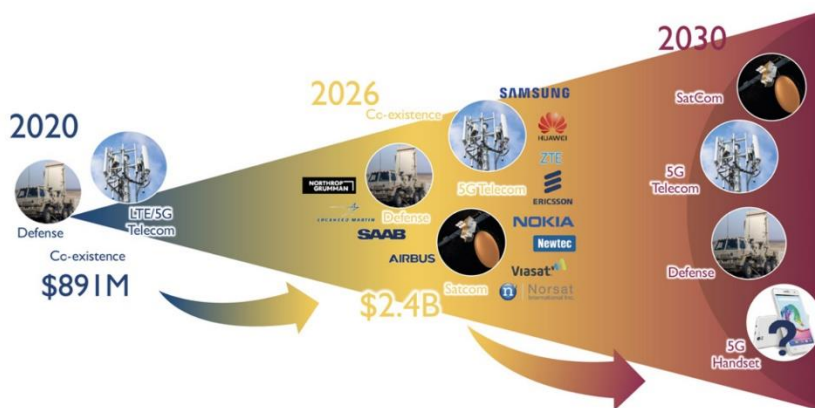 2020
Defense
LTE/5G
Telecom
Co-existence
$891M
2026
Co-existence
NORTHROP
GRUMMAN
LOCKHEED MARTIN
SAAB
AIRBUS
Defense
5G Telecom
Satcom
$2.4B
SAMSUNG
HUAWEI
ZTE
ERICSSON
NOKIA
Newtec
Viasat
n Norsat
International Inc.
2030
SatCom
5G
Telecom
Defense
5G
Handset
?